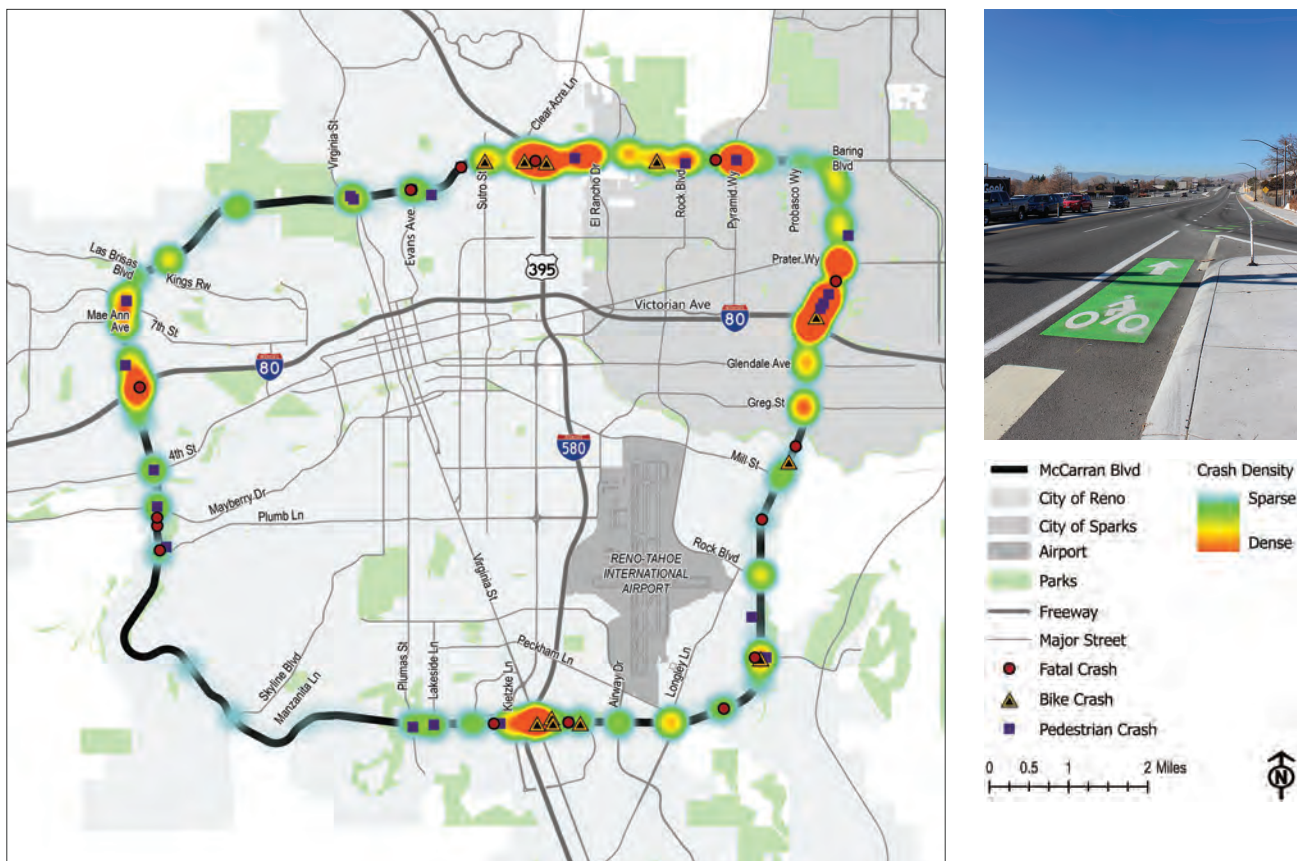 Clear Acre Ln
Virginia St
Sutro St
Evans Ave
El Rancho Dr
Rock Blvd
Pyramid Wy
Probasco Wy
Baring
Blvd
Las Brisas
Blvd
Kings Rw
Mae Ann
Ave
7th St
395
Prater Wy
Victorian Ave
80
80
Glendale Ave
Greg St
4th St
580
Mill St
Mayberry Dr
Plumb Ln
Rock Blvd
RENO-TAHOE
INTERNATIONAL
AIRPORT
Virginia St
Skyline Blvd
Manzanita Ln
Plumas St
Lakeside Ln
Kietzke Ln
Peckham Ln
Airway Dr
Longley Ln
McCarran Blvd
City of Reno
City of Sparks
Airport
Parks
Freeway
Major Street
Fatal Crash
Bike Crash
Pedestrian Crash
Crash Density
Sparse
Dense
0 0.5 1 2 Miles
N